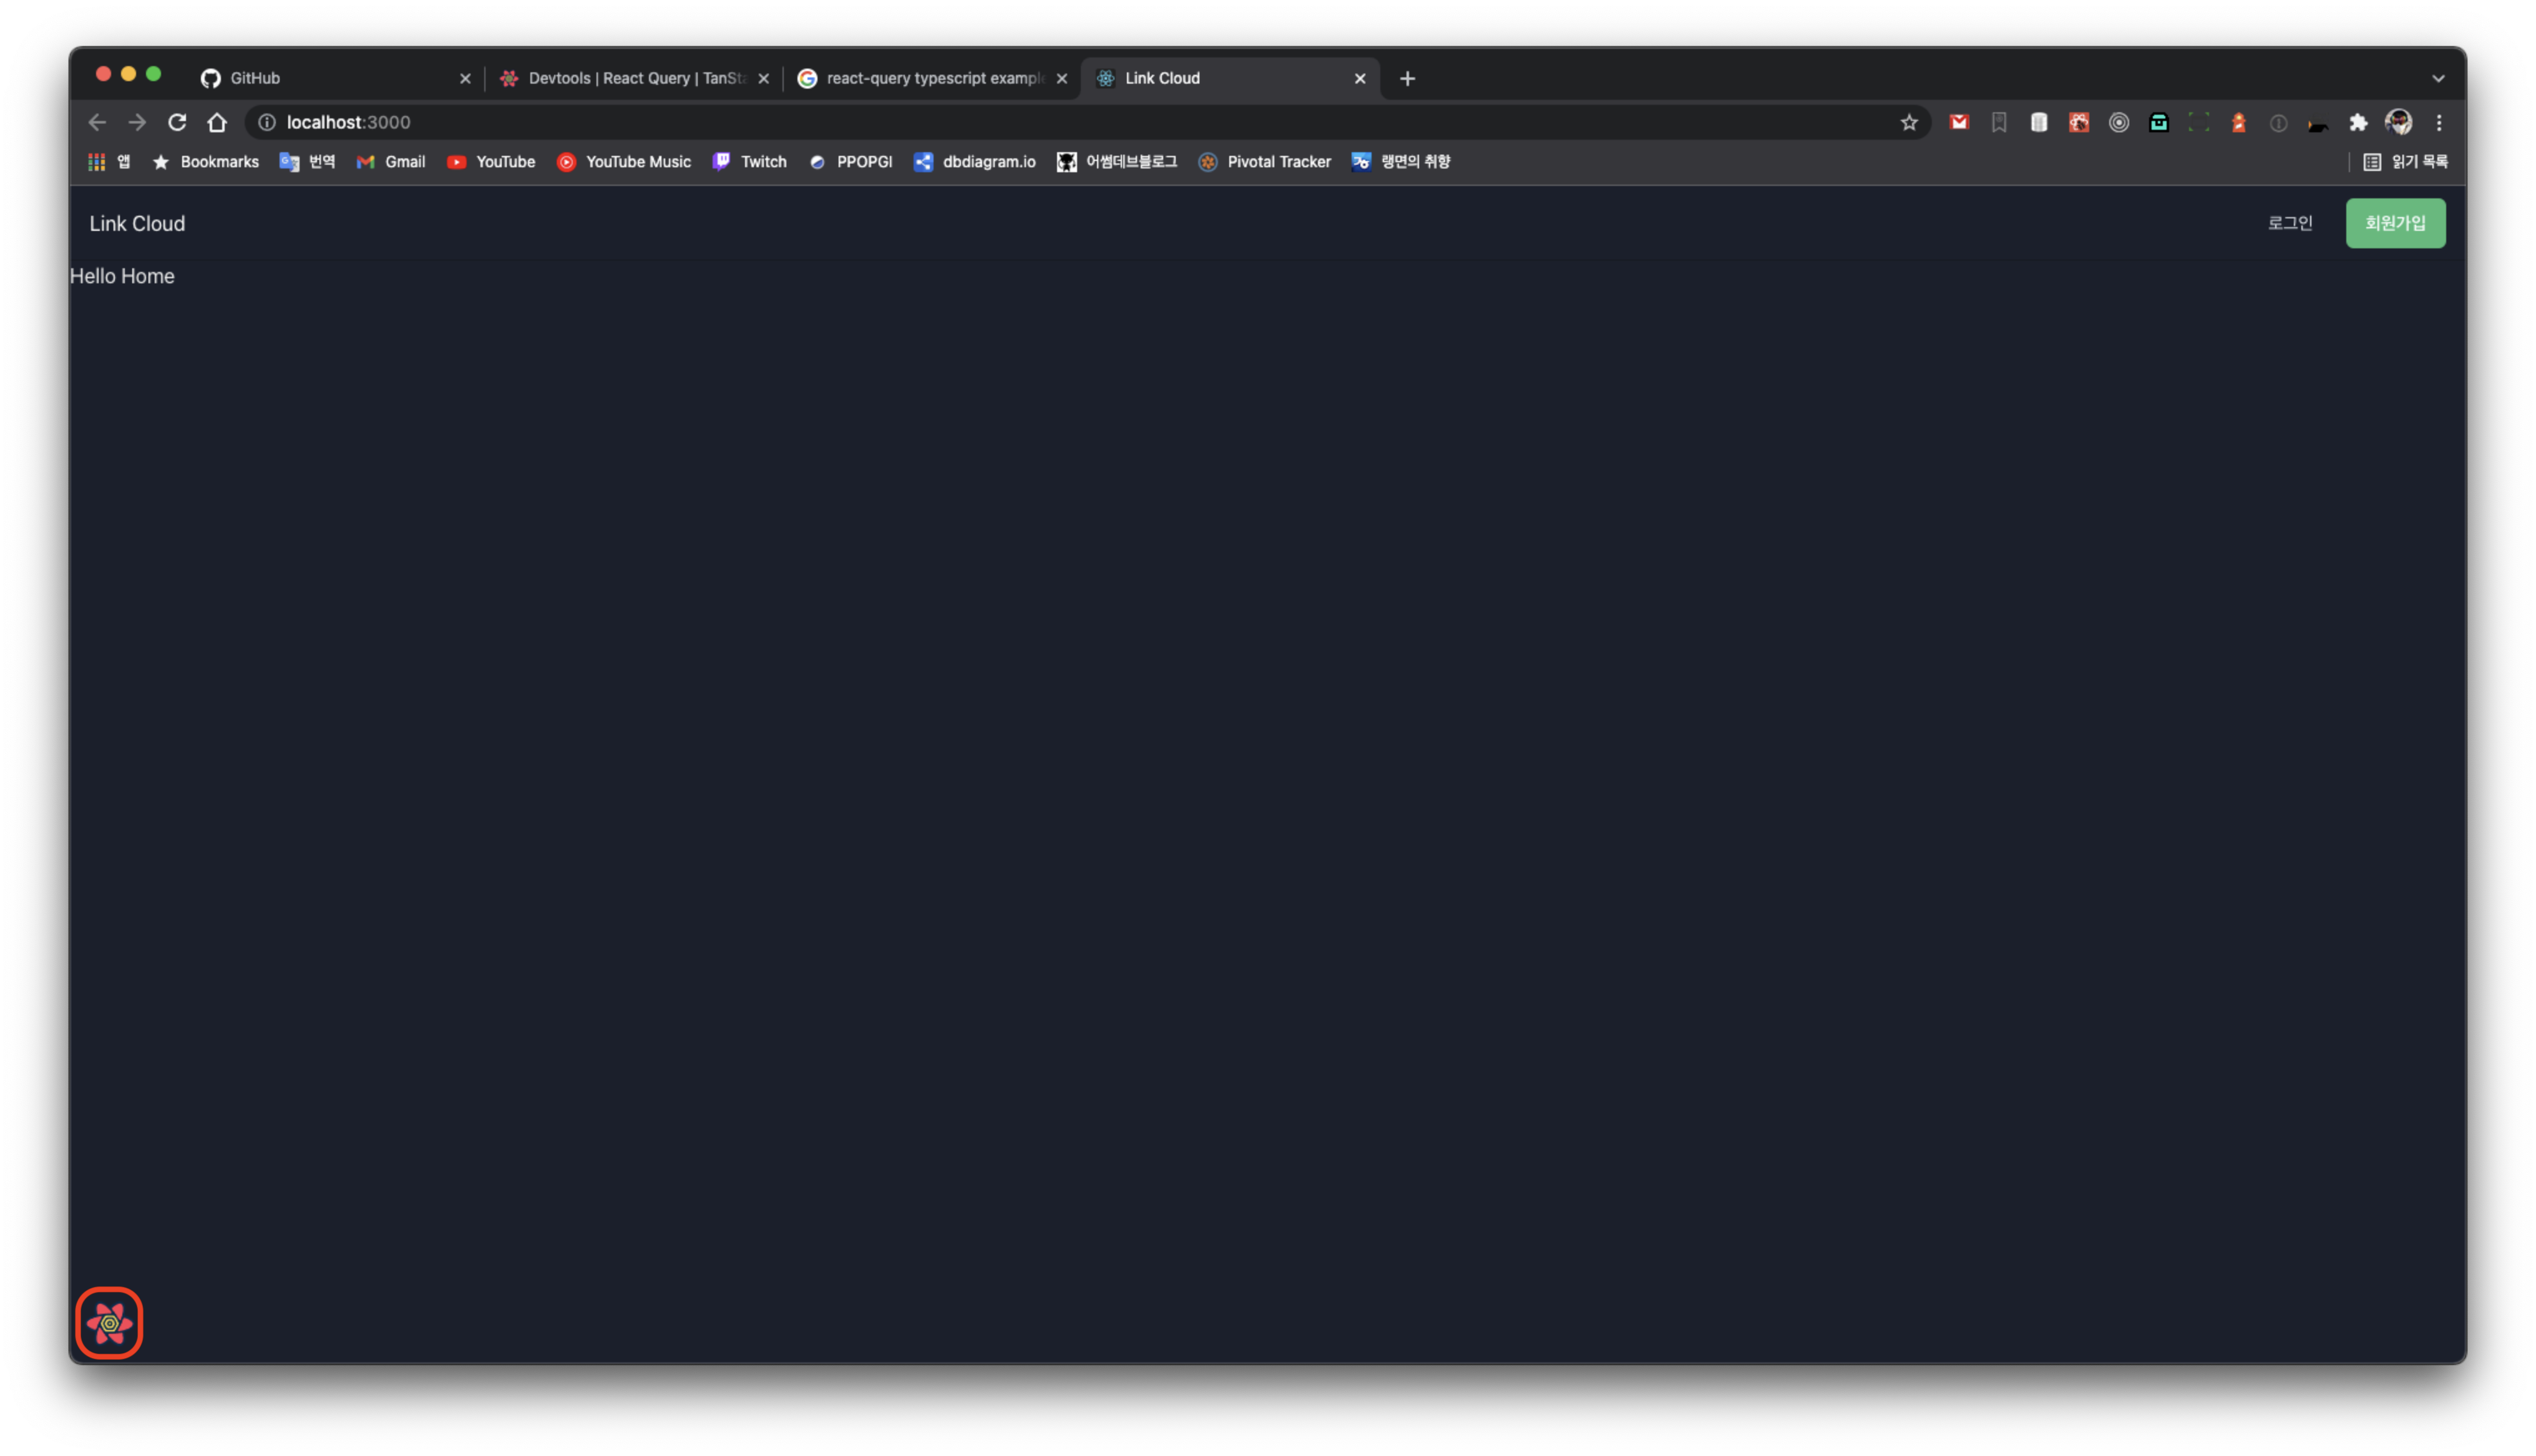 GitHub
Devtools | React Query | TanSta
react-query typescript example
Link Cloud
localhost:3000
앱
Bookmarks
번역
Gmail
YouTube
YouTube Music
Twitch
PPOPGI
dbdiagram.io
어썸데브블로그
Pivotal Tracker
랭면의 취향
읽기 목록
Link Cloud
로그인
회원가입
Hello Home